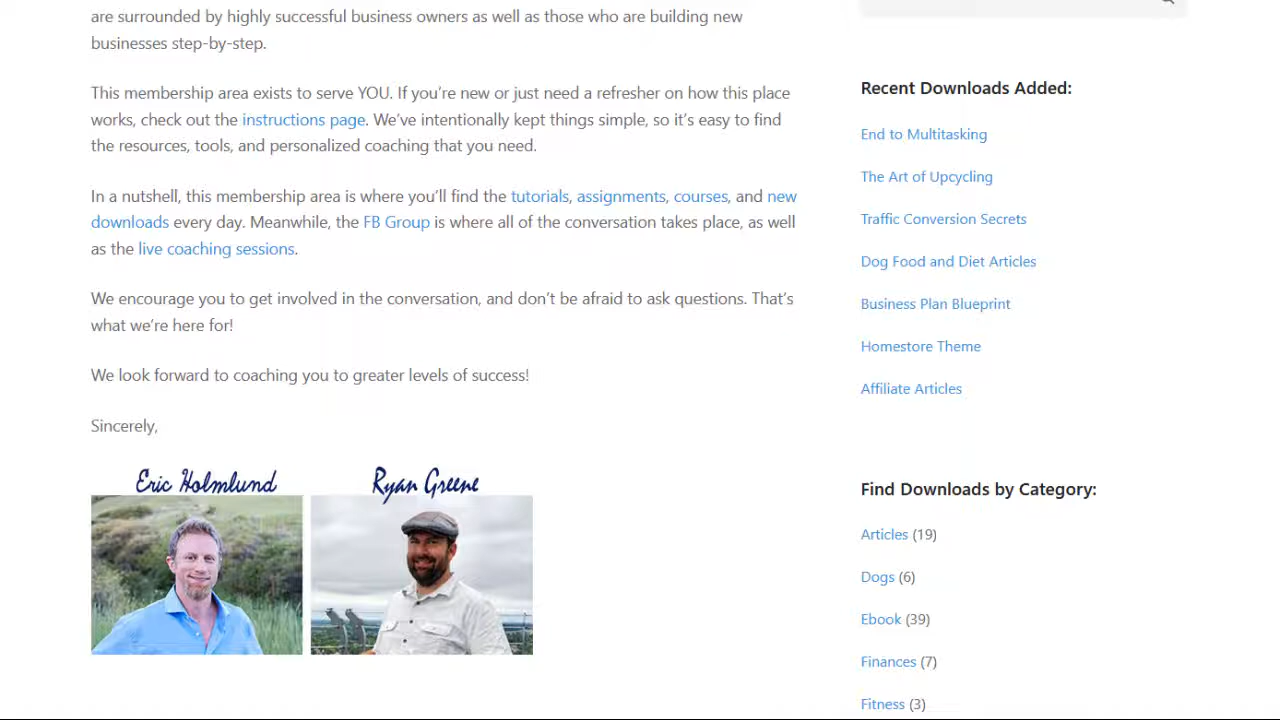 are surrounded by highly successful business owners as well as those who are building new
businesses step-by-step.
This membership area exists to serve YOU. If you’re new or just need a refresher on how this place
works, check out the instructions page. We’ve intentionally kept things simple, so it’s easy to find
the resources, tools, and personalized coaching that you need.
In a nutshell, this membership area is where you’ll find the tutorials, assignments, courses, and new
downloads every day. Meanwhile, the FB Group is where all of the conversation takes place, as well
as the live coaching sessions.
We encourage you to get involved in the conversation, and don’t be afraid to ask questions. That’s
what we’re here for!
We look forward to coaching you to greater levels of success!
Sincerely,
Eric Holmlund
Ryan Greene
Recent Downloads Added:
End to Multitasking
The Art of Upcycling
Traffic Conversion Secrets
Dog Food and Diet Articles
Business Plan Blueprint
Homestore Theme
Affiliate Articles
Find Downloads by Category:
Articles (19)
Dogs (6)
Ebook (39)
Finances (7)
Fitness (3)